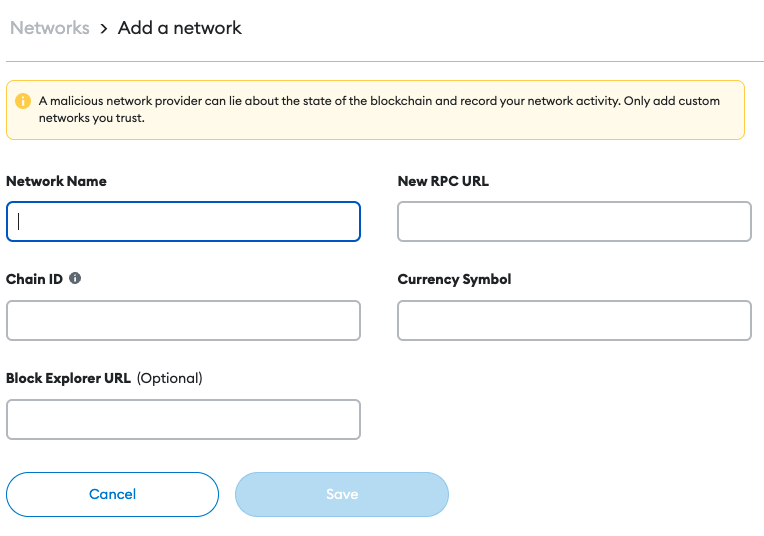 Networks > Add a network
A malicious network provider can lie about the state of the blockchain and record your network activity. Only add custom
networks you trust.
Network Name
New RPC URL
Chain ID
Currency Symbol
Block Explorer URL (Optional)
Cancel
Save